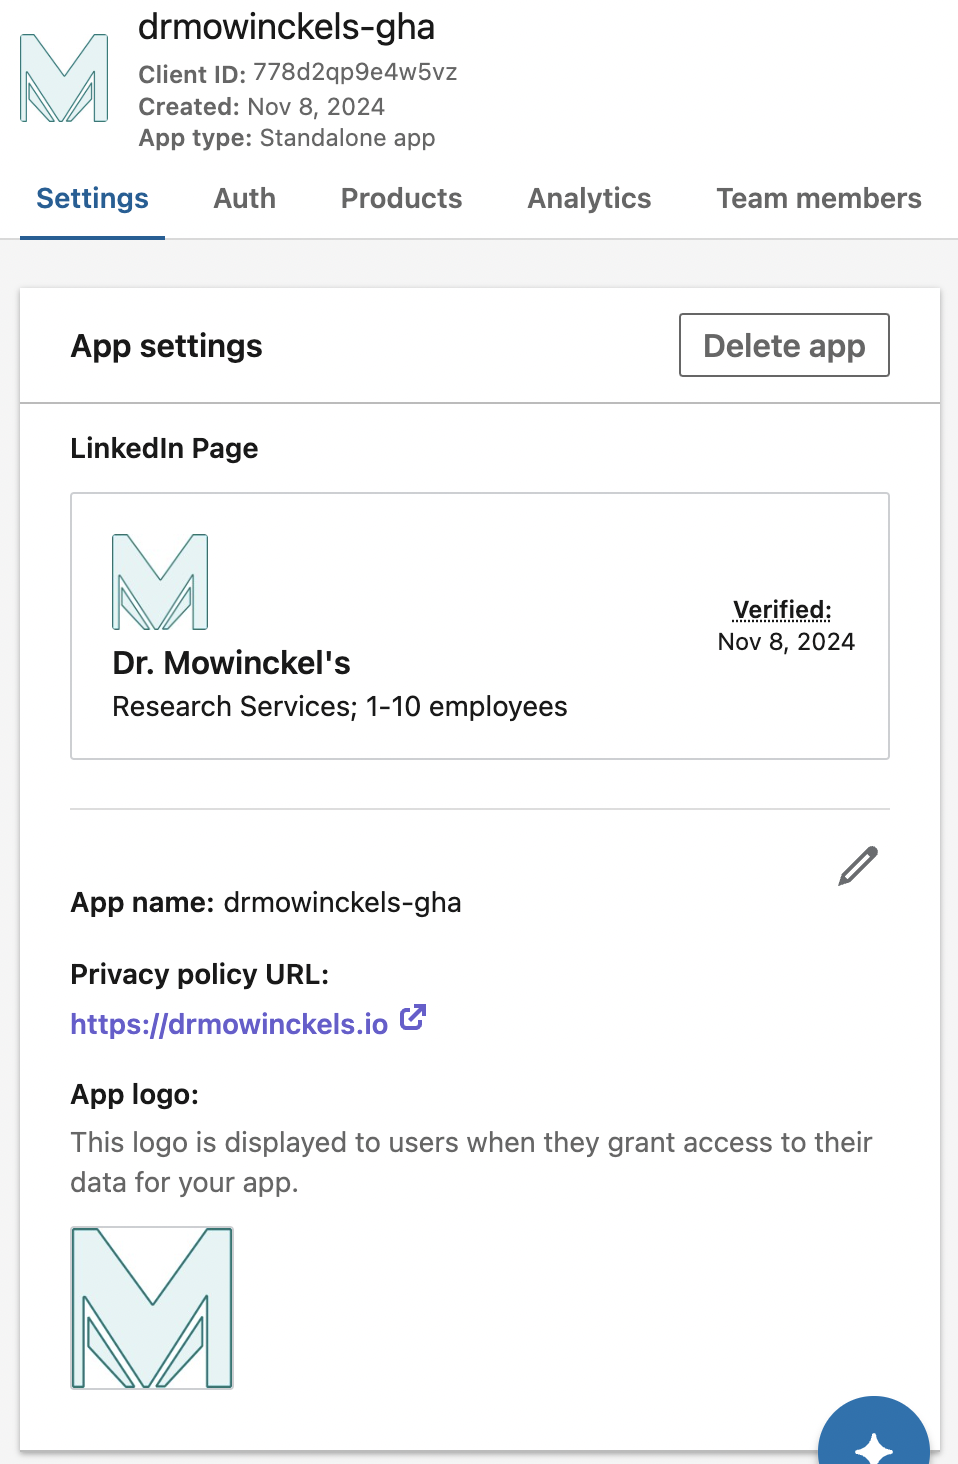 drmowinckels-gha
Client ID: 778d2qp9e4w5vz
Created: Nov 8, 2024
App type: Standalone app
Settings Auth Products Analytics Team members
App settings
Delete app
LinkedIn Page
Verified:
Nov 8, 2024
Dr. Mowinckel's
Research Services; 1-10 employees
App name: drmowinckels-gha
Privacy policy URL:
https://drmowinckels.io
App logo:
This logo is displayed to users when they grant access to their
data for your app.